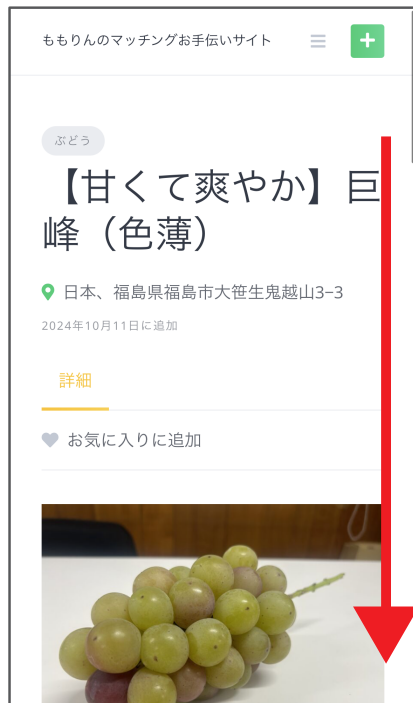 ももりんのマッチングお手伝いサイト
ぶどう
【甘くて爽やか】巨
峰（色薄）
日本、福島県福島市大笹生鬼越山3−3
2024年10月11日に追加
詳細
お気に入りに追加